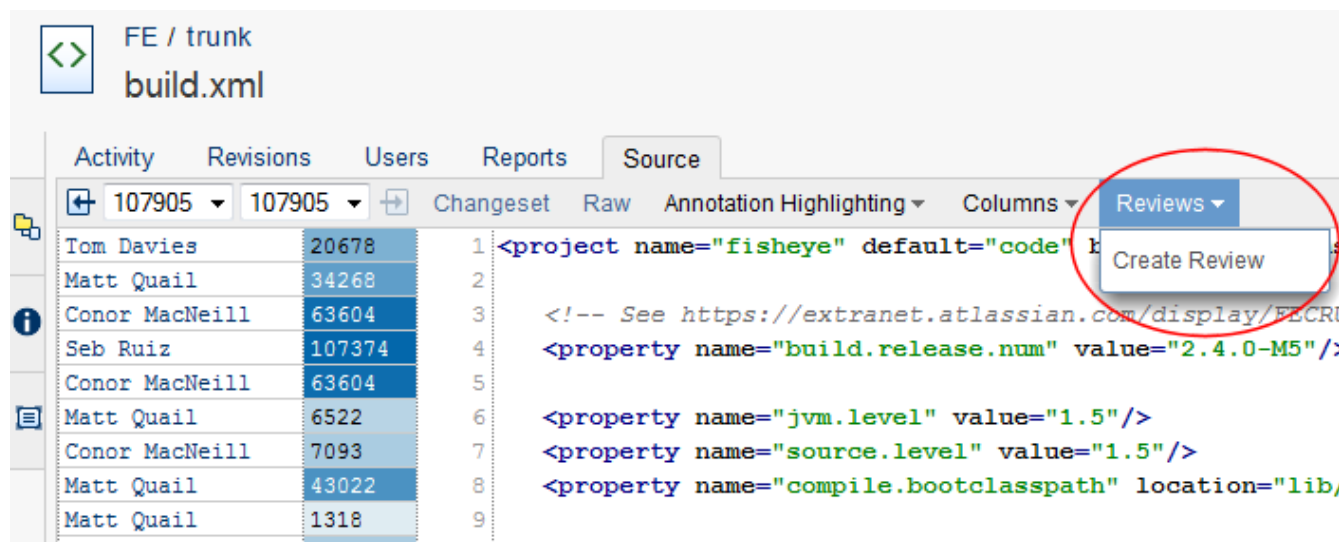 FE / trunk
build.xml
Activity Revisions Users Reports Source
107905 107905 Changeset Raw Annotation Highlighting Columns Reviews
Create Review
Tom Davies 20678 1 <project name="fisheye" default="code" b
Matt Quail 34268 2
Conor MacNeill 63604 3 <!-- See https://extranet.atlassian.com/display/FECRU
Seb Ruiz 107374 4 <property name="build.release.num" value="2.4.0-M5"/>
Conor MacNeill 63604 5
Matt Quail 6522 6 <property name="jvm.level" value="1.5"/>
Conor MacNeill 7093 7 <property name="source.level" value="1.5"/>
Matt Quail 43022 8 <property name="compile.bootclasspath" location="lib/
Matt Quail 1318 9